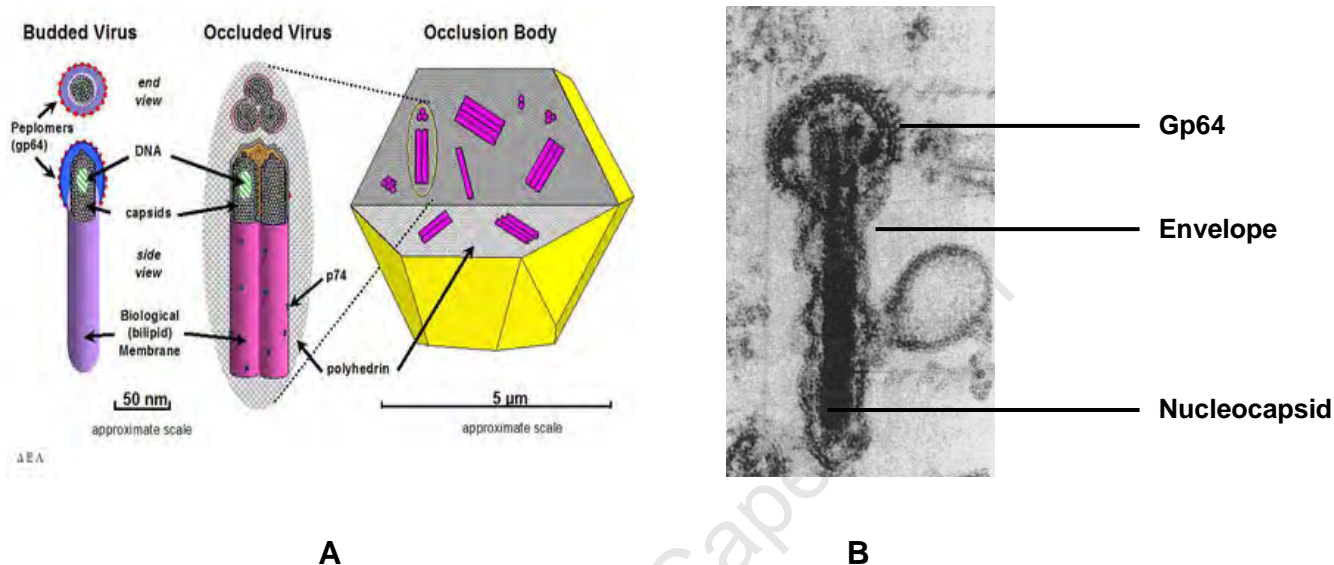 Budded Virus
Occluded Virus
Occlusion Body
end
view
Peplomers
(gp64)
DNA
capsids
side
view
p74
Biological
(bilipid)
Membrane
polyhedrin
50 nm
approximate scale
5 µm
approximate scale
Gp64
Envelope
Nucleocapsid
A
B